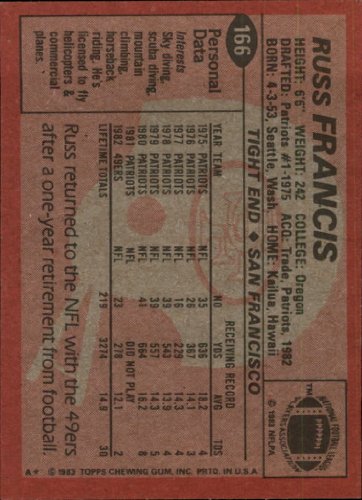 166
RUSS FRANCIS
TIGHT END ♦ SAN FRANCISCO
HEIGHT: 6'6" WEIGHT: 242 COLLEGE: Oregon
DRAFTED: Patriots #1-1975 ACQ: Trade, Patriots, 1982
BORN: 4-3-53, Seattle, Wash. HOME: Kailua, Hawaii
Personal
Data
Interests
Sky diving,
scuba diving,
mountain
climbing,
horseback
riding. He's
licensed to fly
helicopters &
commercial
planes.
RECEIVING RECORD
YEAR TEAM NO YARDS AVG TDS
1975 PATRIOTS NFL 35 636 18.2 4
1976 PATRIOTS NFL 26 367 14.1 3
1977 PATRIOTS NFL 16 229 14.3 4
1978 PATRIOTS NFL 39 543 13.9 4
1979 PATRIOTS NFL 39 557 14.3 5
1980 PATRIOTS NFL 41 664 16.2 8
1981 PATRIOTS DID NOT PLAY
1982 49ERS NFL 23 278 12.1 2
LIFETIME TOTALS 219 3274 14.9 30
Russ returned to the NFL with the 49ers
after a one-year retirement from football.
TM
NATIONAL FOOTBALL LEAGUE
PLAYERS ASSOCIATION
© 1983 NFLPA
A* © 1983 TOPPS CHEWING GUM, INC. PRTD. IN U.S.A.